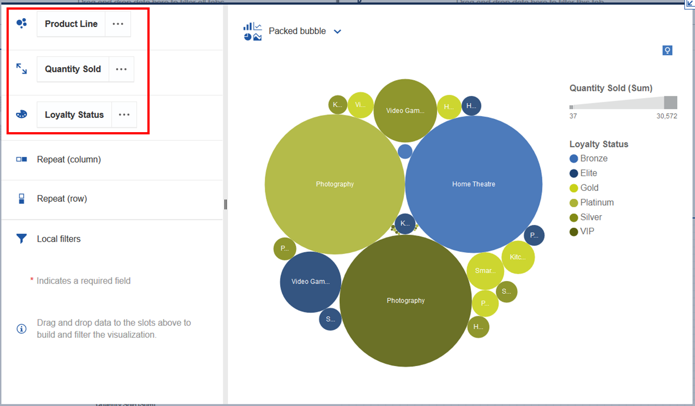 Product Line
Quantity Sold
Loyalty Status
Repeat (column)
Repeat (row)
Local filters
* Indicates a required field
Drag and drop data to the slots above to
build and filter the visualization.
Packed bubble
K...
Vi...
Video Gam...
H...
H...
Photography
Home Theatre
K...
P...
P...
Kitc...
Smar...
Video Gam...
S...
P...
Photography
S...
H...
Quantity Sold (Sum)
37 30,572
Loyalty Status
Bronze
Elite
Gold
Platinum
Silver
VIP